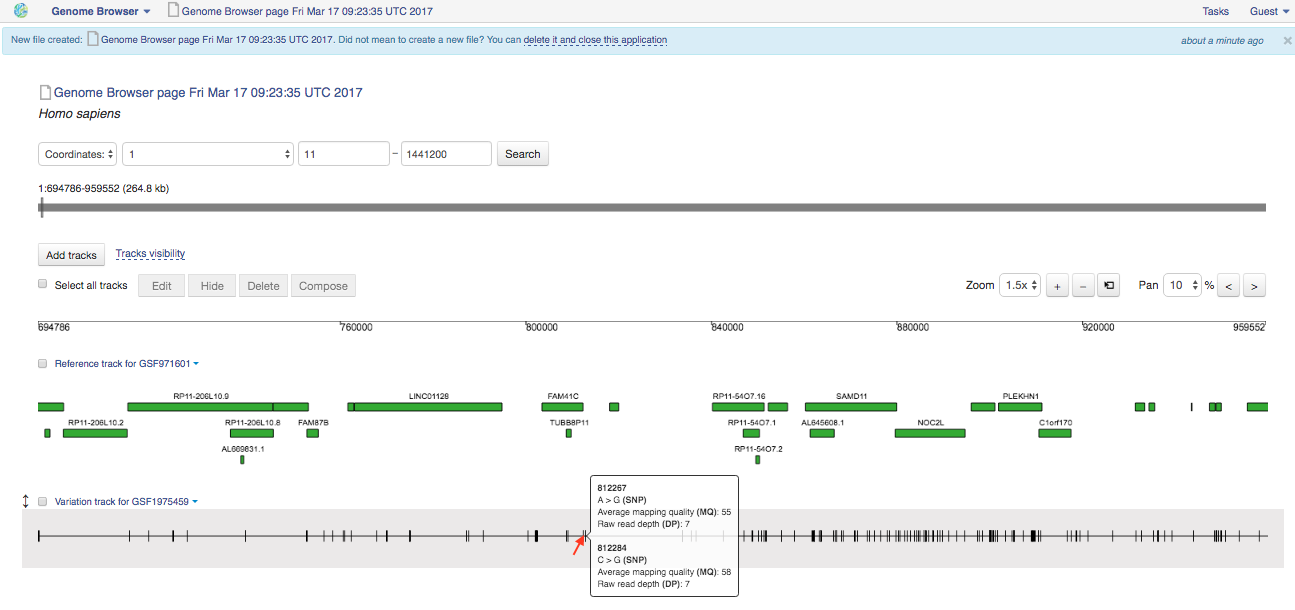 Genome Browser Genome Browser page Fri Mar 17 09:23:35 UTC 2017 Tasks Guest
New file created: Genome Browser page Fri Mar 17 09:23:35 UTC 2017. Did not mean to create a new file? You can delete it and close this application about a minute ago ×
Genome Browser page Fri Mar 17 09:23:35 UTC 2017
Homo sapiens
Coordinates: 1 11 – 1441200 Search
1:694786-959552 (264.8 kb)
Add tracks Tracks visibility
Select all tracks Edit Hide Delete Compose Zoom 1.5x + – Pan 10 % < >
694786 760000 800000 840000 880000 920000 959552
Reference track for GSF971601
RP11-206L10.9 LINC01128 FAM41C RP11-54O7.16 SAMD11 PLEKHN1
RP11-206L10.2 RP11-206L10.8 FAM87B TUBB8P11 RP11-54O7.1 AL645608.1 NOC2L C1orf170
AL669831.1 RP11-54O7.2
Variation track for GSF1975459
812267
A > G (SNP)
Average mapping quality (MQ): 55
Raw read depth (DP): 7
812284
C > G (SNP)
Average mapping quality (MQ): 58
Raw read depth (DP): 7